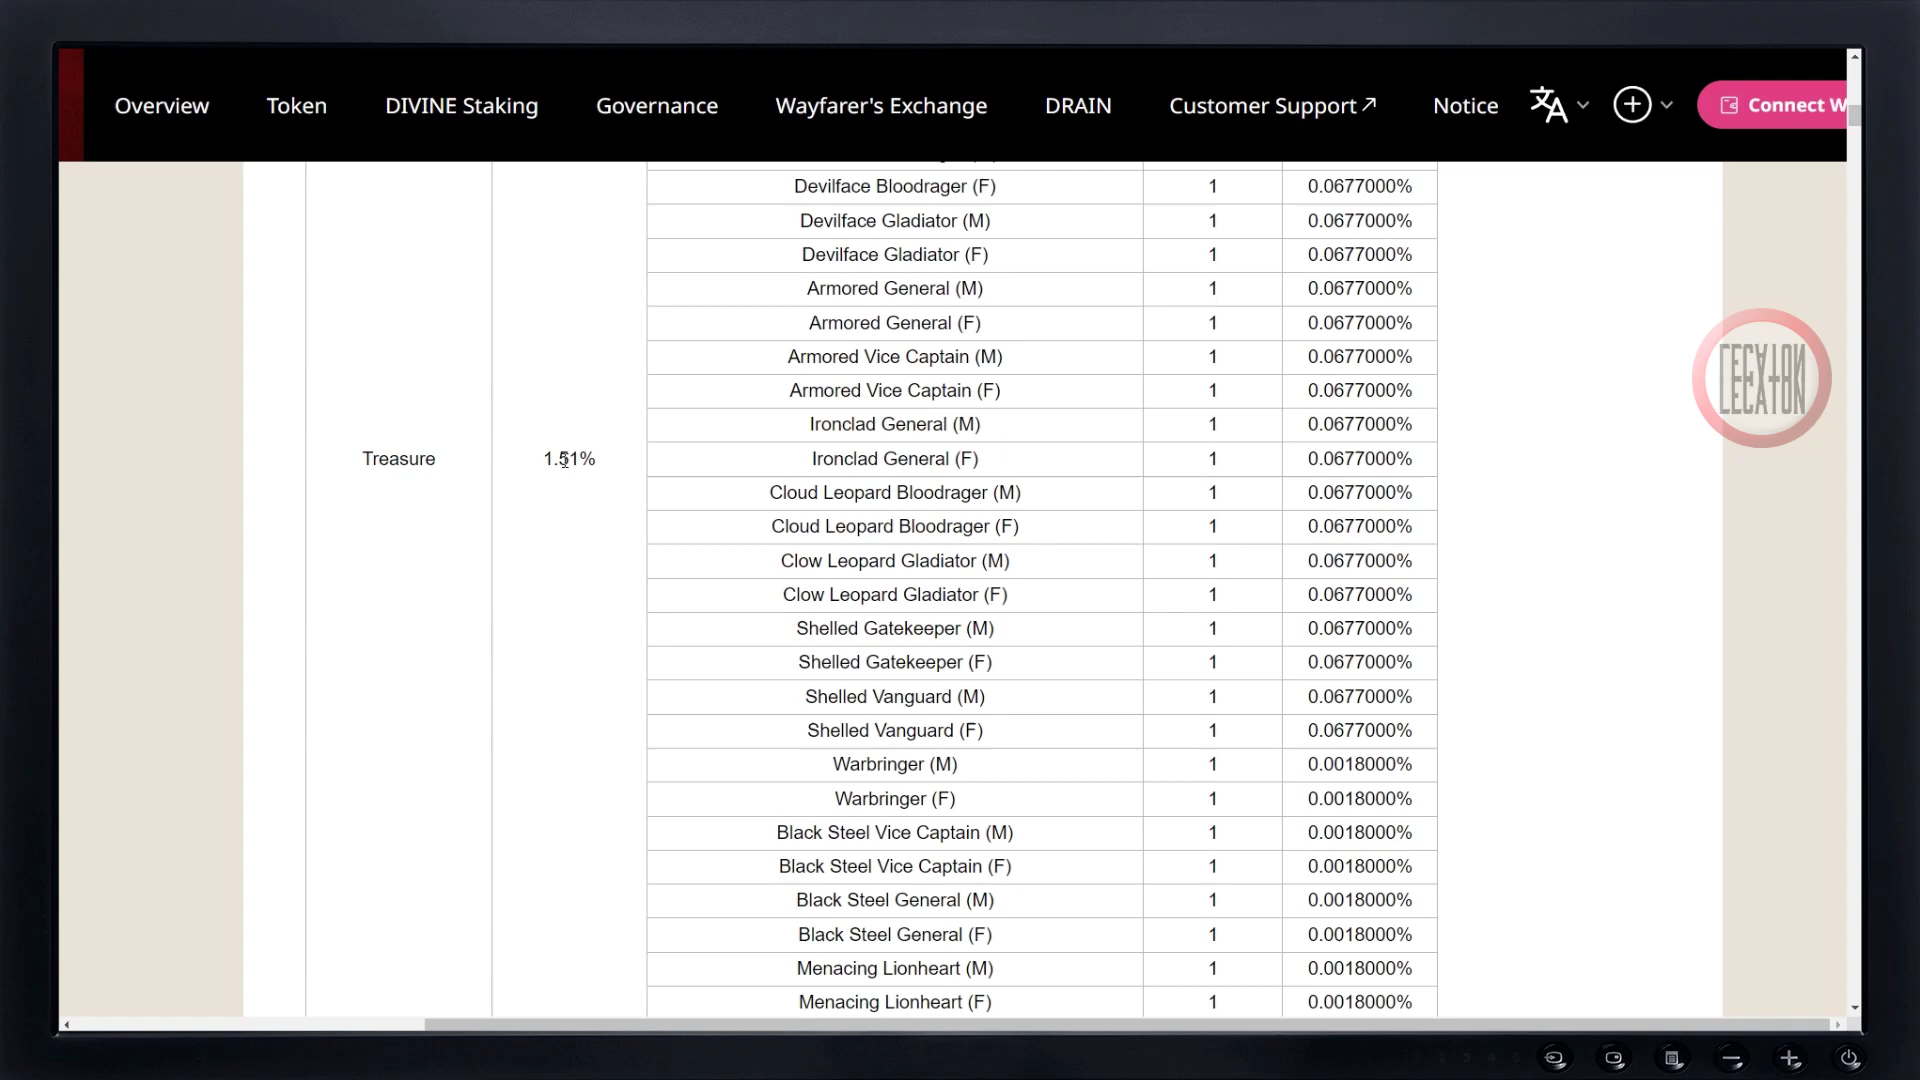 Overview Token DIVINE Staking Governance Wayfarer's Exchange DRAIN Customer Support Notice Connect W
Devilface Bloodrager (F) 1 0.0677000%
Devilface Gladiator (M) 1 0.0677000%
Devilface Gladiator (F) 1 0.0677000%
Armored General (M) 1 0.0677000%
Armored General (F) 1 0.0677000%
Armored Vice Captain (M) 1 0.0677000%
Armored Vice Captain (F) 1 0.0677000%
Ironclad General (M) 1 0.0677000%
Treasure 1.51% Ironclad General (F) 1 0.0677000%
Cloud Leopard Bloodrager (M) 1 0.0677000%
Cloud Leopard Bloodrager (F) 1 0.0677000%
Clow Leopard Gladiator (M) 1 0.0677000%
Clow Leopard Gladiator (F) 1 0.0677000%
Shelled Gatekeeper (M) 1 0.0677000%
Shelled Gatekeeper (F) 1 0.0677000%
Shelled Vanguard (M) 1 0.0677000%
Shelled Vanguard (F) 1 0.0677000%
Warbringer (M) 1 0.0018000%
Warbringer (F) 1 0.0018000%
Black Steel Vice Captain (M) 1 0.0018000%
Black Steel Vice Captain (F) 1 0.0018000%
Black Steel General (M) 1 0.0018000%
Black Steel General (F) 1 0.0018000%
Menacing Lionheart (M) 1 0.0018000%
Menacing Lionheart (F) 1 0.0018000%